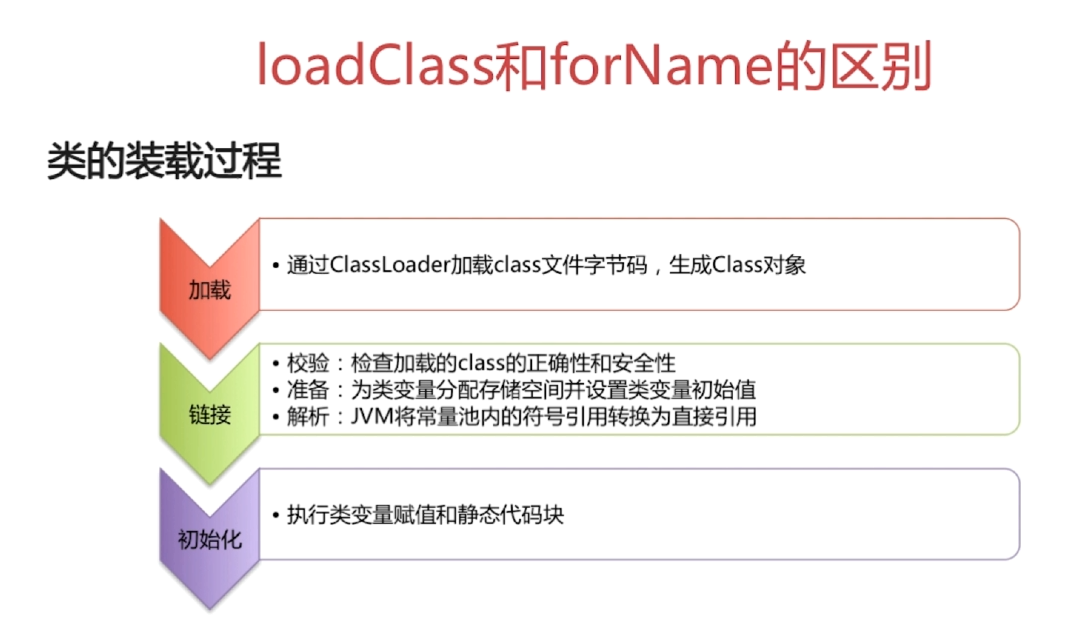 loadClass和forName的区别
类的装载过程
加载
• 通过ClassLoader加载class文件字节码，生成Class对象
链接
• 校验：检查加载的class的正确性和安全性
• 准备：为类变量分配存储空间并设置类变量初始值
• 解析：JVM将常量池内的符号引用转换为直接引用
初始化
• 执行类变量赋值和静态代码块